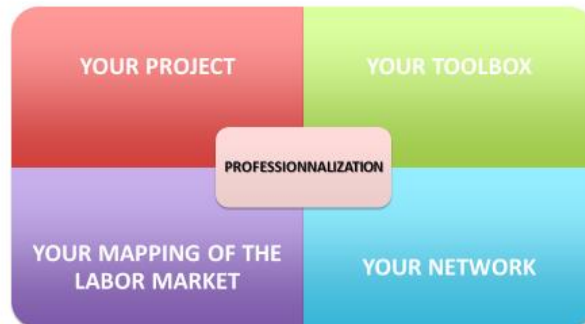 YOUR PROJECT
YOUR TOOLBOX
PROFESSIONNALIZATION
YOUR MAPPING OF THE
LABOR MARKET
YOUR NETWORK